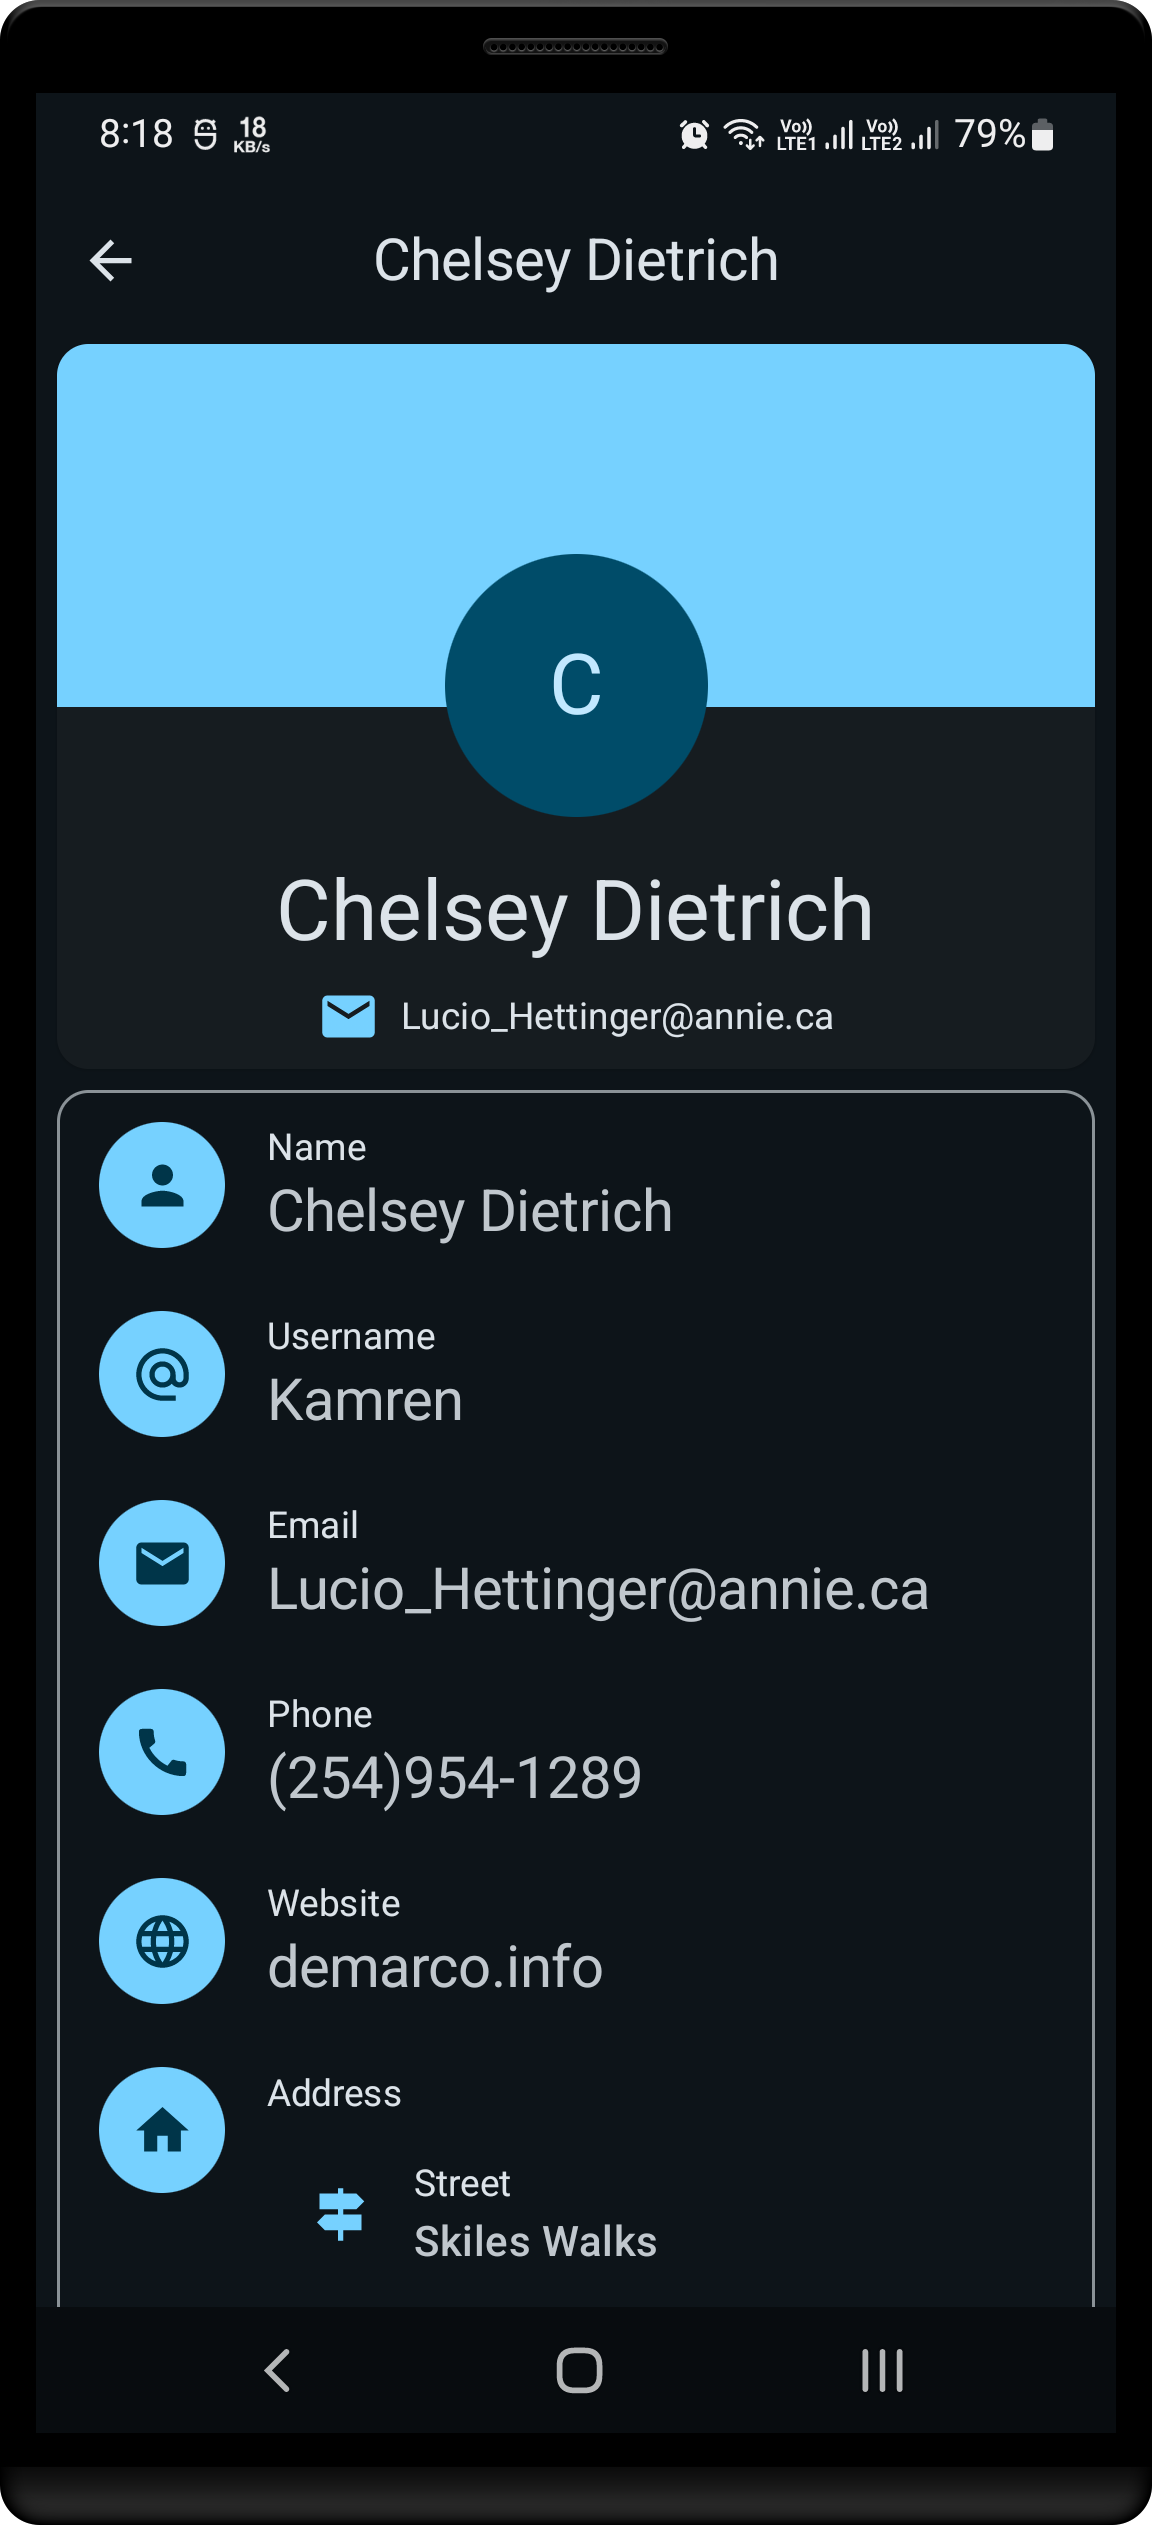 8:18 18 KB/s Vo)) LTE1 Vo)) LTE2 79%
Chelsey Dietrich
C
Chelsey Dietrich
Lucio_Hettinger@annie.ca
Name
Chelsey Dietrich
Username
Kamren
Email
Lucio_Hettinger@annie.ca
Phone
(254)954-1289
Website
demarco.info
Address
Street
Skiles Walks